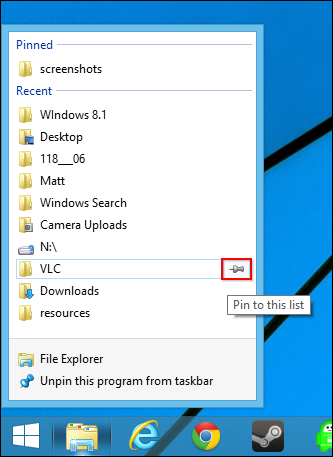 Pinned
screenshots
Recent
WIndows 8.1
Desktop
118___06
Matt
Windows Search
Camera Uploads
N:\
VLC
Downloads
Pin to this list
resources
File Explorer
Unpin this program from taskbar